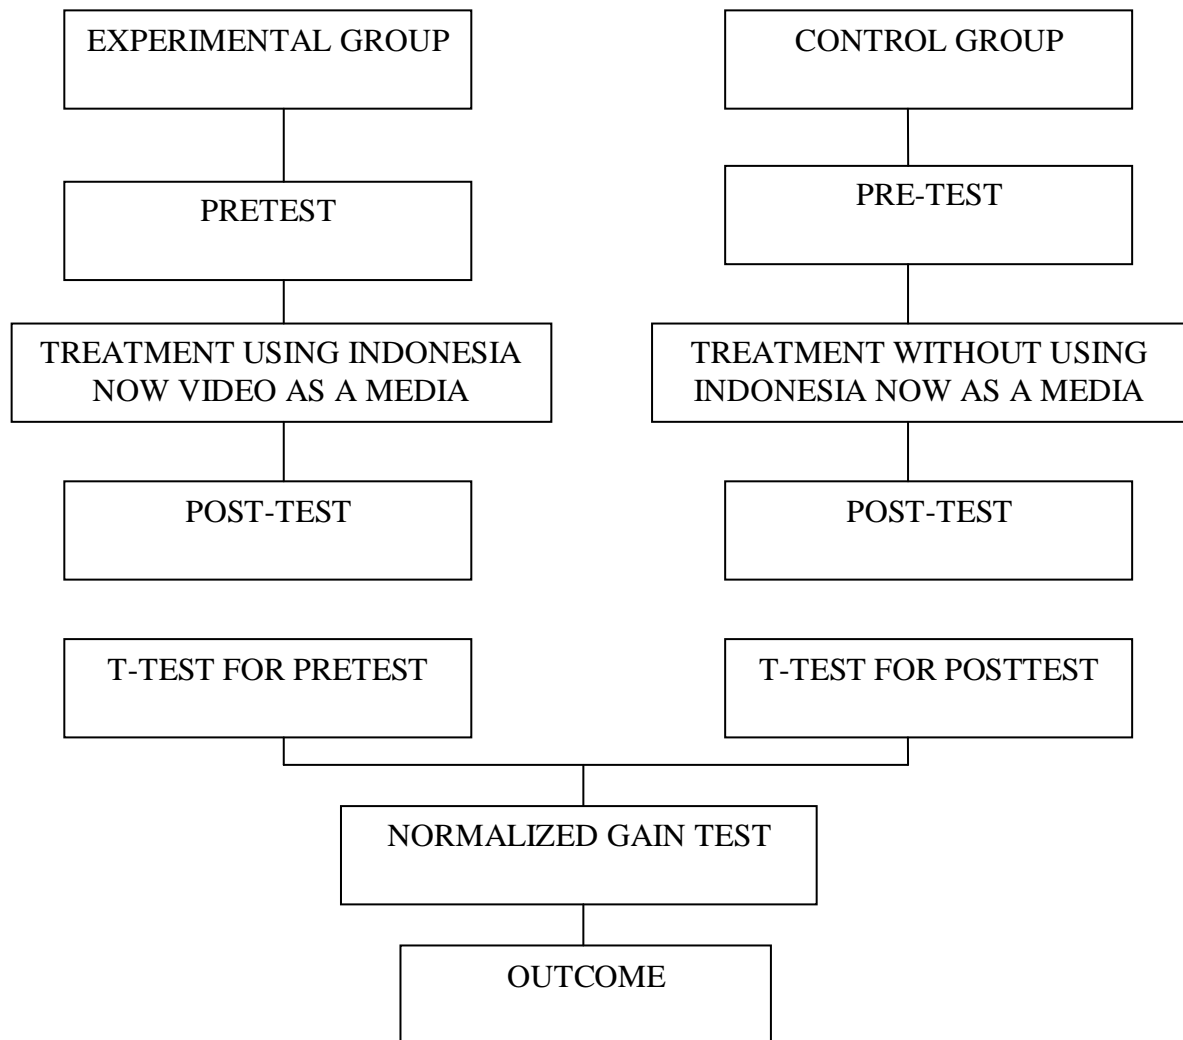 EXPERIMENTAL GROUP
CONTROL GROUP
PRETEST
PRE-TEST
TREATMENT USING INDONESIA
NOW VIDEO AS A MEDIA
TREATMENT WITHOUT USING
INDONESIA NOW AS A MEDIA
POST-TEST
POST-TEST
T-TEST FOR PRETEST
T-TEST FOR POSTTEST
NORMALIZED GAIN TEST
OUTCOME